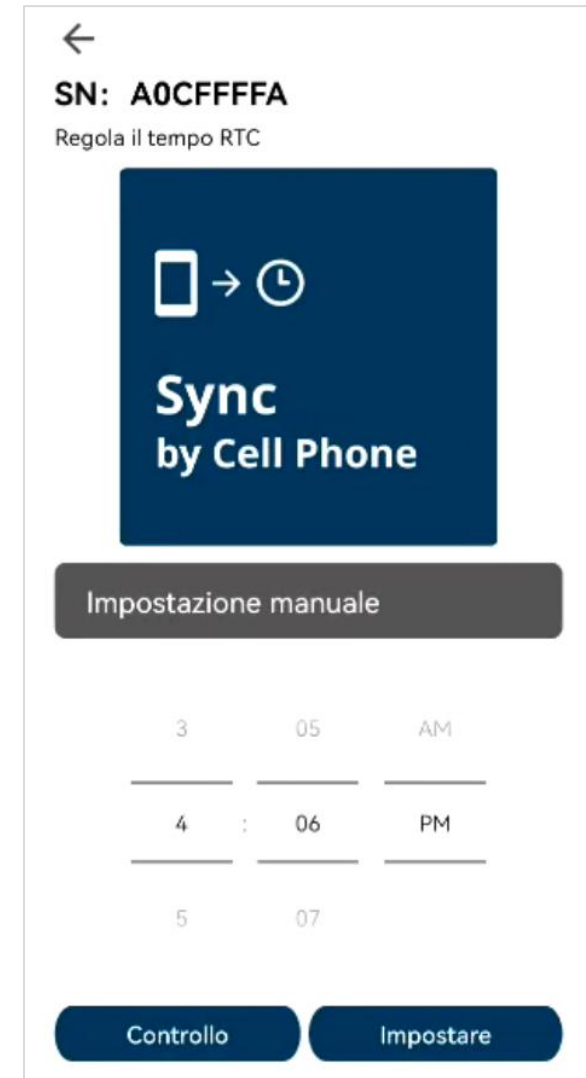 SN: A0CFFFFA
Regola il tempo RTC
Sync
by Cell Phone
Impostazione manuale
3 05 AM
4 : 06 PM
5 07
Controllo Impostare